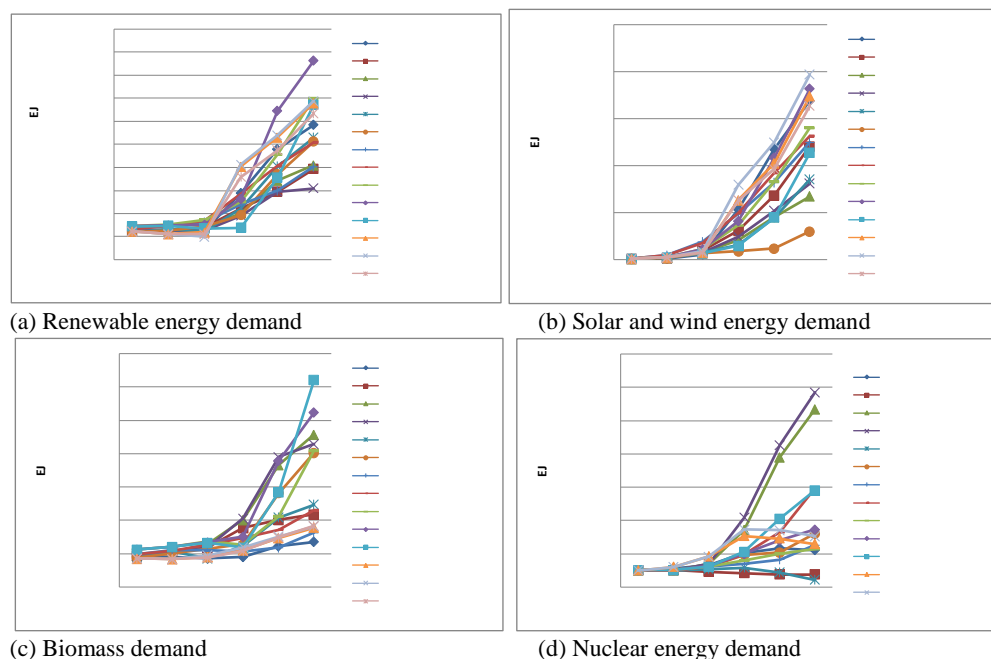 EJ
EJ
(a) Renewable energy demand
(b) Solar and wind energy demand
EJ
EJ
(c) Biomass demand
(d) Nuclear energy demand